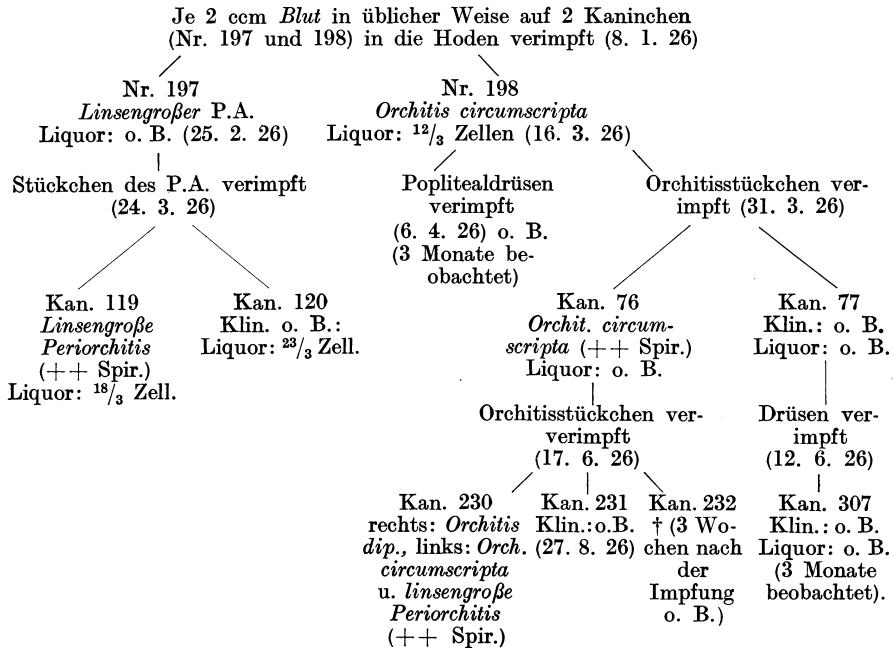 Je 2 ccm Blut in üblicher Weise auf 2 Kaninchen
(Nr. 197 und 198) in die Hoden verimpft (8. 1. 26)
Nr. 197
Linsengroßer P.A.
Liquor: o. B. (25. 2. 26)
Nr. 198
Orchitis circumscripta
Liquor: ¹²/₃ Zellen (16. 3. 26)
Stückchen des P.A. verimpft
(24. 3. 26)
Poplitealdrüsen
verimpft
(6. 4. 26) o. B.
(3 Monate be-
obachtet)
Orchitisstückchen ver-
impft (31. 3. 26)
Kan. 119
Linsengroße
Periorchitis
(++ Spir.)
Liquor: ¹⁸/₃ Zell.
Kan. 120
Klin. o. B.:
Liquor: ²³/₃ Zell.
Kan. 76
Orchit. circum-
scripta (++ Spir.)
Liquor: o. B.
Kan. 77
Klin.: o. B.
Liquor: o. B.
Orchitisstückchen ver-
verimpft
(17. 6. 26)
Drüsen ver-
impft
(12. 6. 26)
Kan. 230
rechts: Orchitis
dip., links: Orch.
circumscripta
u. linsengroße
Periorchitis
(++ Spir.)
Kan. 231
Klin.: o. B.
(27. 8. 26)
Kan. 232
† (3 Wo-
chen nach
der
Impfung
o. B.)
Kan. 307
Klin.: o. B.
Liquor: o. B.
(3 Monate
beobachtet).